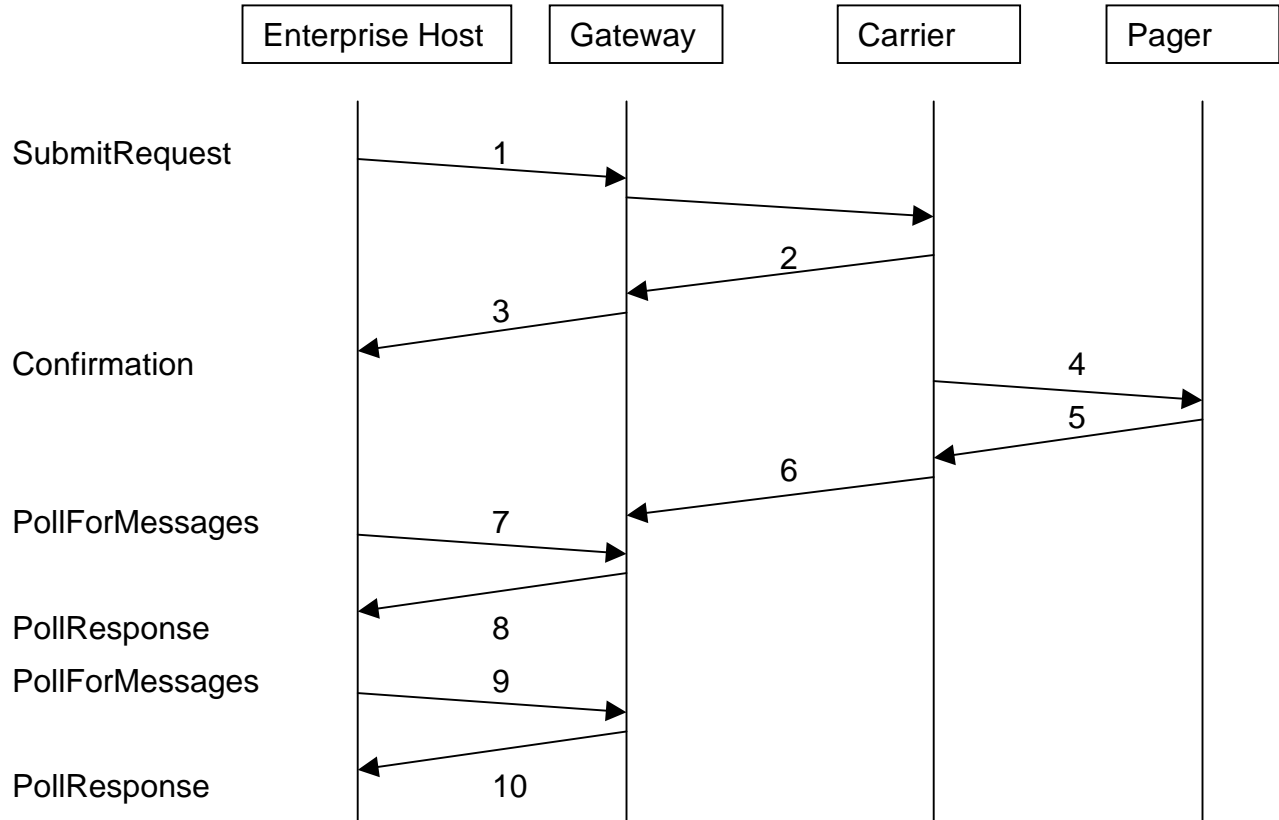 Enterprise Host Gateway Carrier Pager
SubmitRequest 1
2
3
Confirmation 4
5
6
PollForMessages 7
PollResponse 8
PollForMessages 9
PollResponse 10